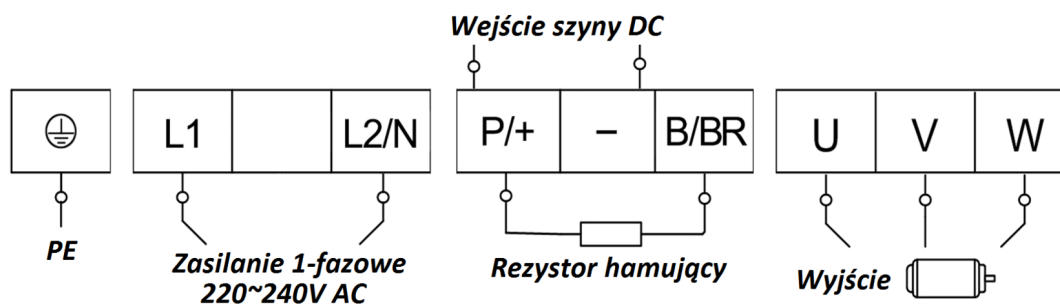 Wejście szyny DC
L1 L2/N P/+ – B/BR U V W
PE
Zasilanie 1-fazowe
220~240V AC
Rezystor hamujący
Wyjście